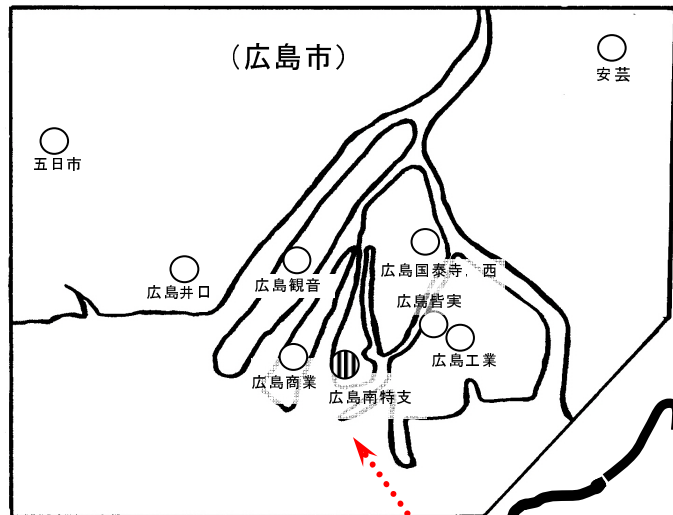 （広島市）
安芸
五日市
広島国泰寺，西
広島観音
広島井口
広島皆実
広島工業
広島商業
広島南特支